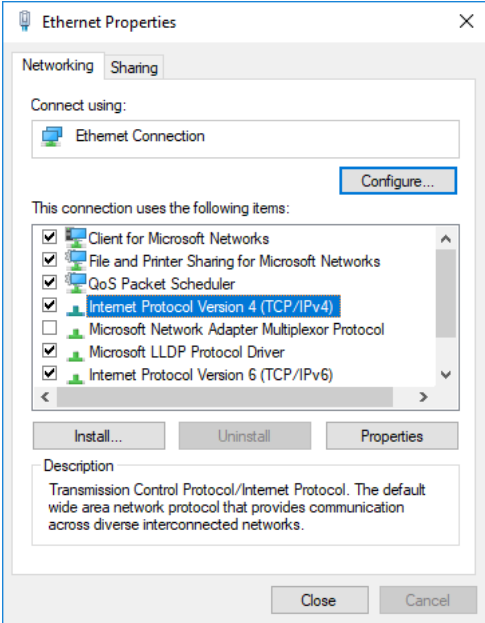 Ethernet Properties
Networking
Sharing
Connect using:
Ethernet Connection
Configure...
This connection uses the following items:
Client for Microsoft Networks
File and Printer Sharing for Microsoft Networks
QoS Packet Scheduler
Internet Protocol Version 4 (TCP/IPv4)
Microsoft Network Adapter Multiplexor Protocol
Microsoft LLDP Protocol Driver
Internet Protocol Version 6 (TCP/IPv6)
Install...
Uninstall
Properties
Description
Transmission Control Protocol/Internet Protocol. The default
wide area network protocol that provides communication
across diverse interconnected networks.
Close
Cancel